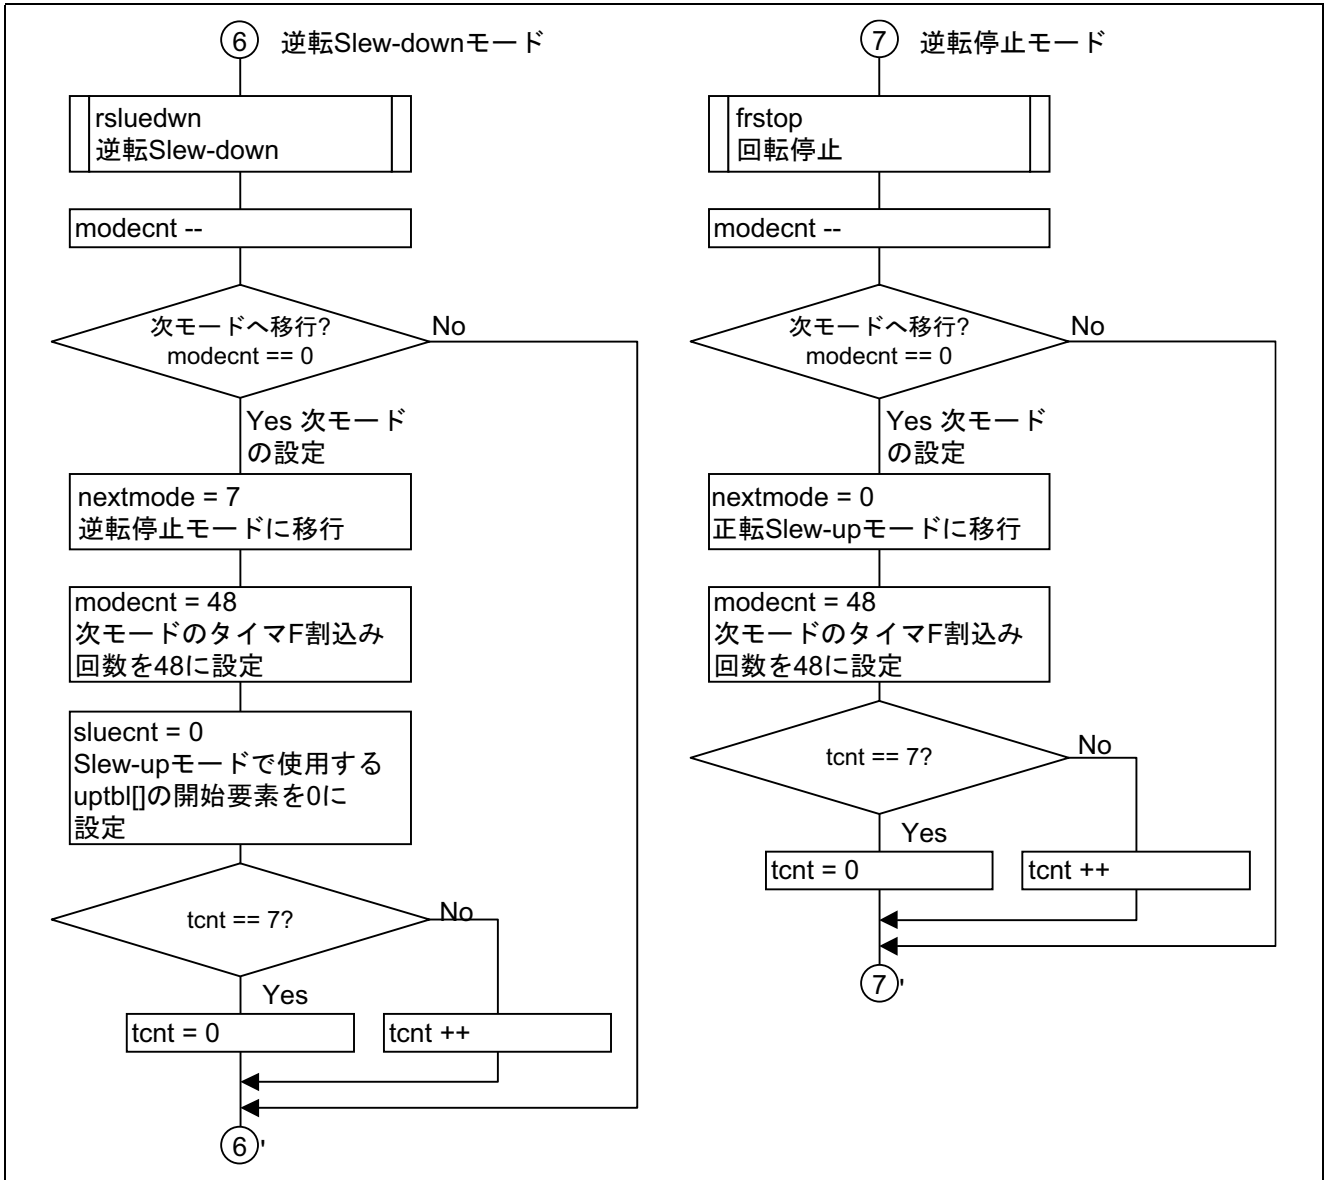 6 逆転Slew-downモード
rsluedwn
逆転Slew-down
modecnt --
次モードへ移行?
modecnt == 0
No
Yes 次モード
の設定
nextmode = 7
逆転停止モードに移行
modecnt = 48
次モードのタイマF割込み
回数を48に設定
sluecnt = 0
Slew-upモードで使用する
uptbl[]の開始要素を0に
設定
tcnt == 7?
No
Yes
tcnt = 0
tcnt ++
6'
7 逆転停止モード
frstop
回転停止
modecnt --
次モードへ移行?
modecnt == 0
No
Yes 次モード
の設定
nextmode = 0
正転Slew-upモードに移行
modecnt = 48
次モードのタイマF割込み
回数を48に設定
tcnt == 7?
No
Yes
tcnt = 0
tcnt ++
7'